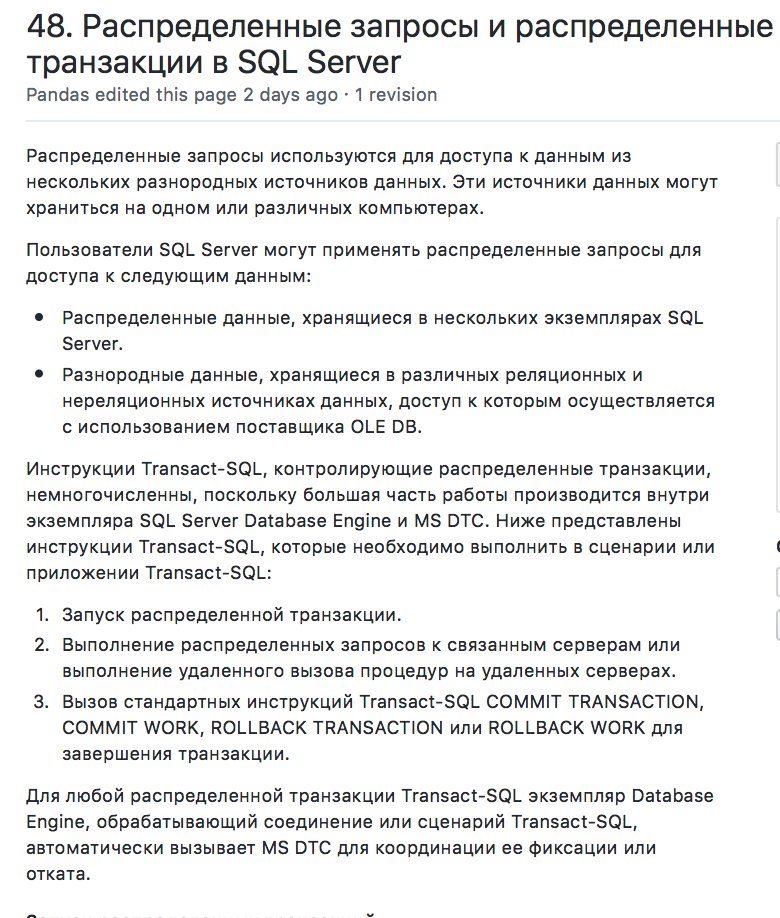 48. Распределенные запросы и распределенные
транзакции в SQL Server
Pandas edited this page 2 days ago · 1 revision
Распределенные запросы используются для доступа к данным из
нескольких разнородных источников данных. Эти источники данных могут
храниться на одном или различных компьютерах.
Пользователи SQL Server могут применять распределенные запросы для
доступа к следующим данным:
• Распределенные данные, хранящиеся в нескольких экземплярах SQL
Server.
• Разнородные данные, хранящиеся в различных реляционных и
нереляционных источниках данных, доступ к которым осуществляется
с использованием поставщика OLE DB.
Инструкции Transact-SQL, контролирующие распределенные транзакции,
немногочисленны, поскольку большая часть работы производится внутри
экземпляра SQL Server Database Engine и MS DTC. Ниже представлены
инструкции Transact-SQL, которые необходимо выполнить в сценарии или
приложении Transact-SQL:
1. Запуск распределенной транзакции.
2. Выполнение распределенных запросов к связанным серверам или
выполнение удаленного вызова процедур на удаленных серверах.
3. Вызов стандартных инструкций Transact-SQL COMMIT TRANSACTION,
COMMIT WORK, ROLLBACK TRANSACTION или ROLLBACK WORK для
завершения транзакции.
Для любой распределенной транзакции Transact-SQL экземпляр Database
Engine, обрабатывающий соединение или сценарий Transact-SQL,
автоматически вызывает MS DTC для координации ее фиксации или
отката.